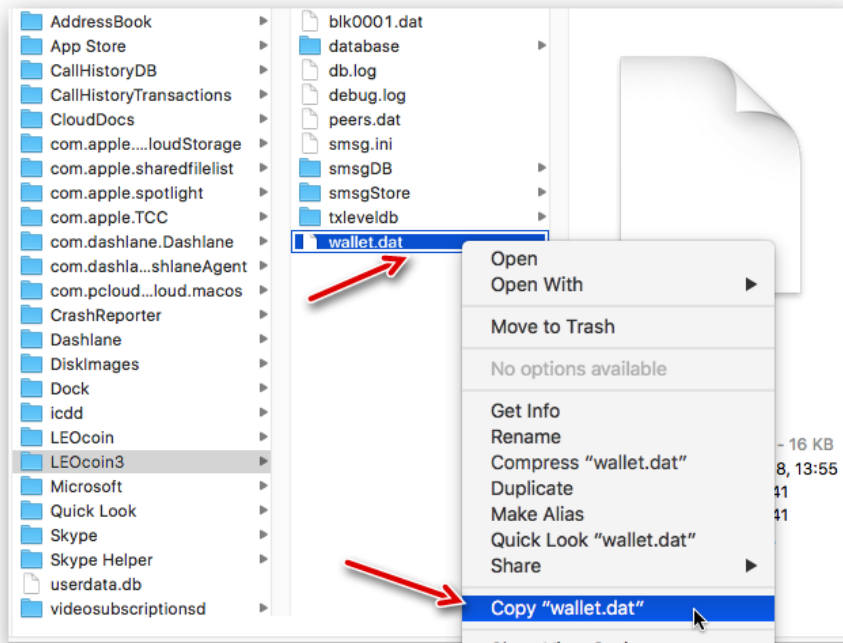 AddressBook
App Store
CallHistoryDB
CallHistoryTransactions
CloudDocs
com.apple....loudStorage
com.apple.sharedfilelist
com.apple.spotlight
com.apple.TCC
com.dashlane.Dashlane
com.dashla...shlaneAgent
com.pcloud...loud.macos
CrashReporter
Dashlane
DiskImages
Dock
icdd
LEOcoin
LEOcoin3
Microsoft
Quick Look
Skype
Skype Helper
userdata.db
videosubscriptionsd
blk0001.dat
database
db.log
debug.log
peers.dat
smsg.ini
smsgDB
smsgStore
txleveldb
wallet.dat
Open
Open With
Move to Trash
No options available
Get Info
Rename
Compress “wallet.dat”
Duplicate
Make Alias
Quick Look “wallet.dat”
Share
Copy “wallet.dat”
- 16 KB
8, 13:55
41
41